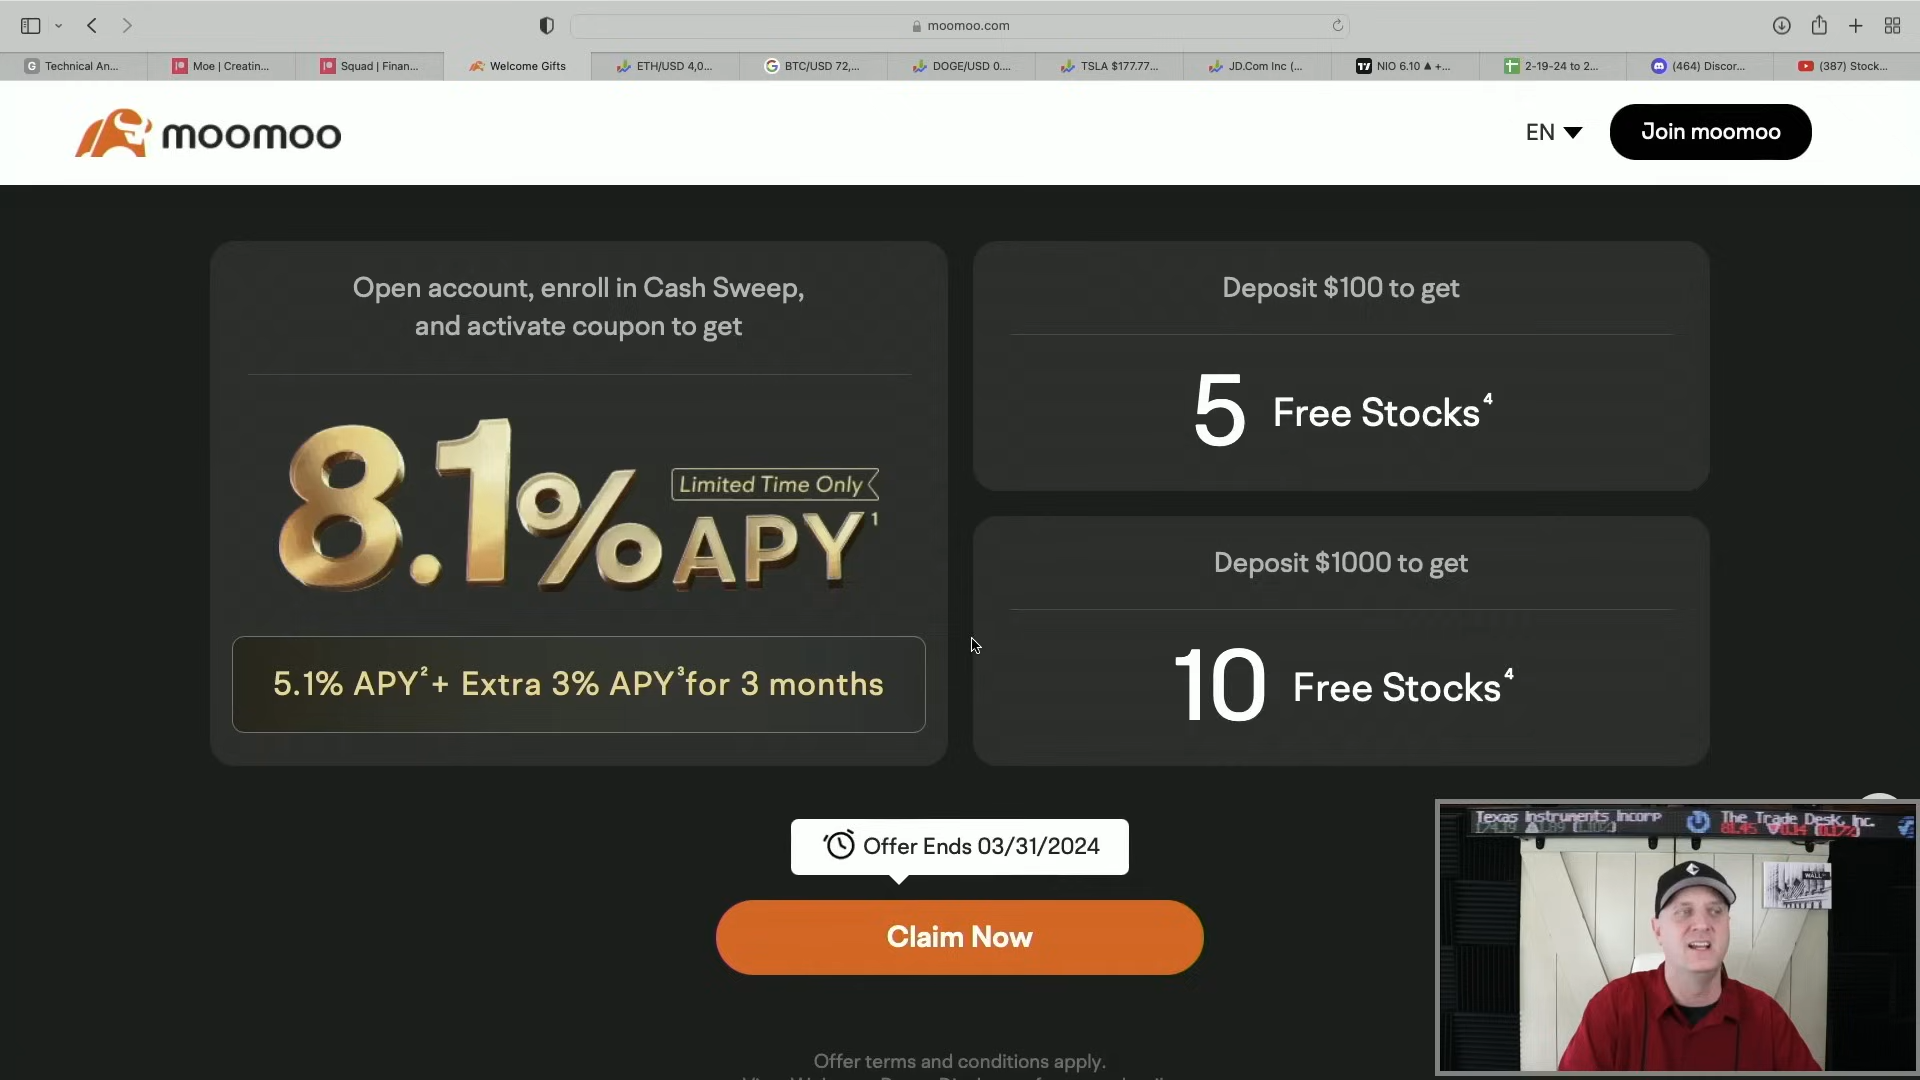 moomoo.com
Technical An...
Moe | Creatin...
Squad | Finan...
Welcome Gifts
ETH/USD 4,0...
BTC/USD 72,...
DOGE/USD 0....
TSLA $177.77...
JD.Com Inc (...
NIO 6.10 ▲ +...
2-19-24 to 2...
(464) Discor...
(387) Stock...
moomoo
EN
Join moomoo
Open account, enroll in Cash Sweep,
and activate coupon to get
8.1% APY¹
Limited Time Only
5.1% APY²+ Extra 3% APY³for 3 months
Deposit $100 to get
5 Free Stocks⁴
Deposit $1000 to get
10 Free Stocks⁴
Offer Ends 03/31/2024
Claim Now
Offer terms and conditions apply.
Texas Instruments Incorp
The Trade Desk, Inc.
WALL